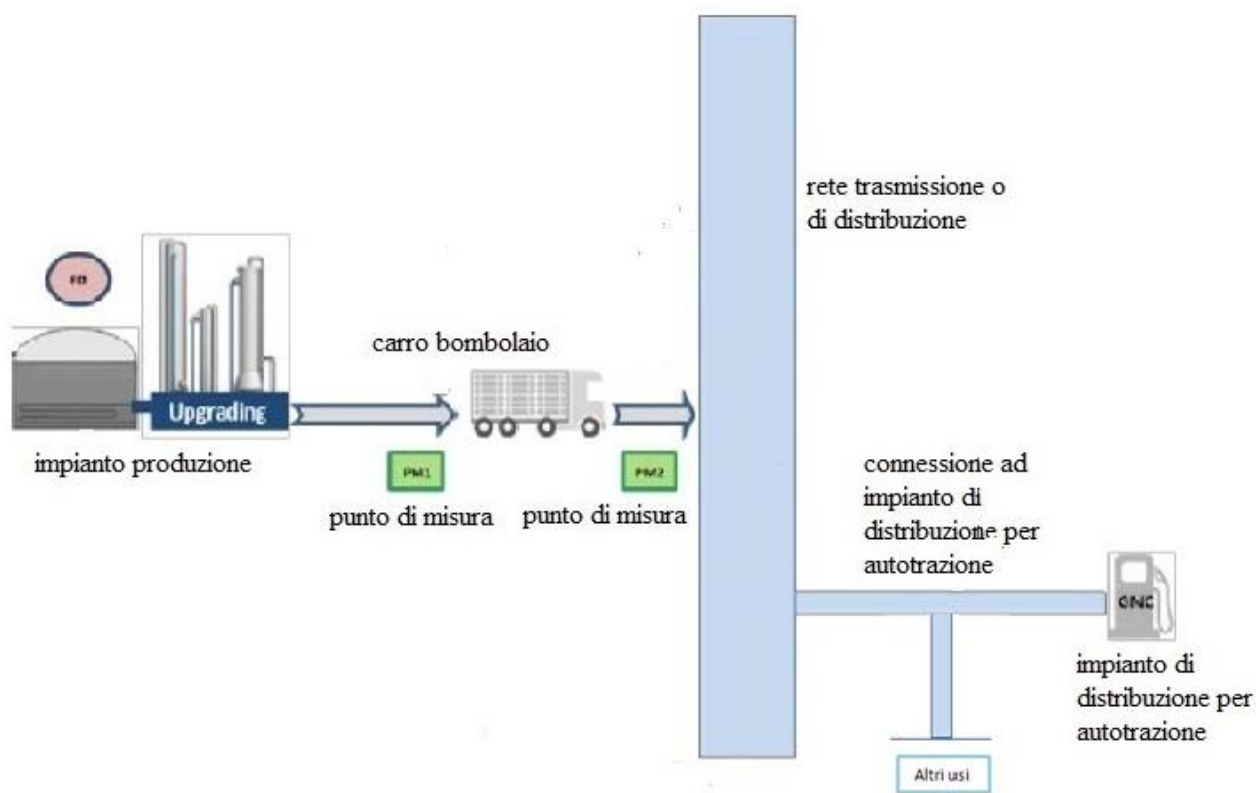 rete trasmissione o
di distribuzione
carro bombolaio
Upgrading
impianto produzione
PM1
PM2
punto di misura
punto di misura
connessione ad
impianto di
distribuzione per
autotrazione
GNC
impianto di
distribuzione per
autotrazione
Altri usi